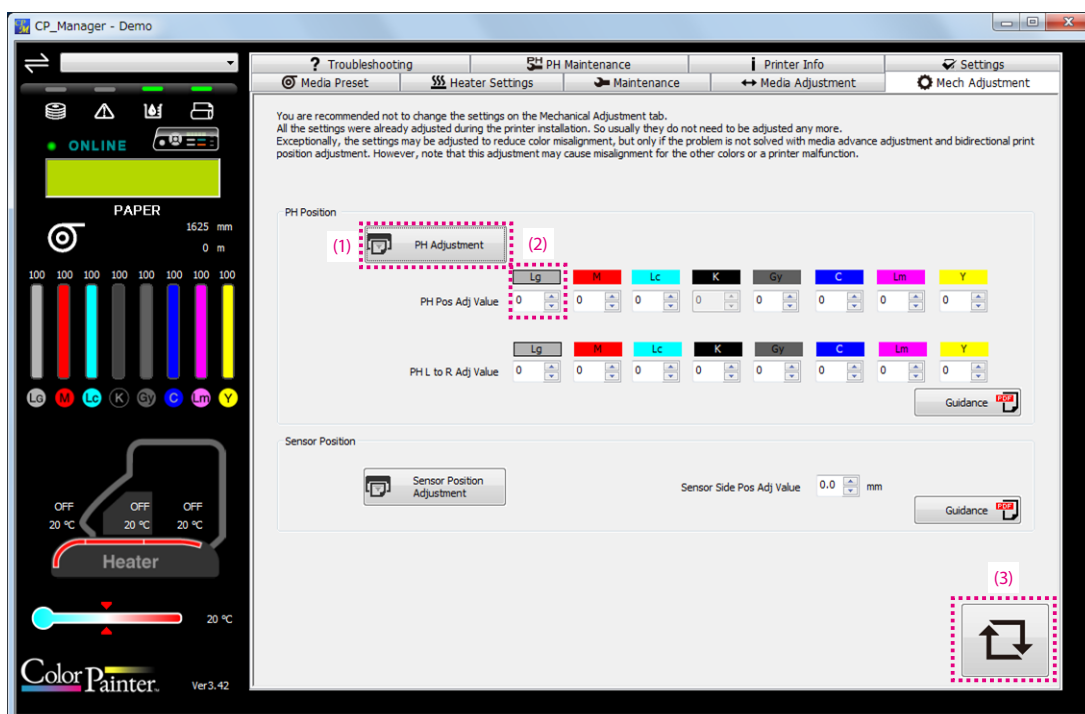 CP_Manager - Demo
? Troubleshooting
PH PH Maintenance
i Printer Info
Settings
Media Preset
Heater Settings
Maintenance
Media Adjustment
Mech Adjustment
You are recommended not to change the settings on the Mechanical Adjustment tab.
All the settings were already adjusted during the printer installation. So usually they do not need to be adjusted any more.
Exceptionally, the settings may be adjusted to reduce color misalignment, but only if the problem is not solved with media advance adjustment and bidirectional print
position adjustment. However, note that this adjustment may cause misalignment for the other colors or a printer malfunction.
ONLINE
PAPER
1625 mm
0 m
100 100 100 100 100 100 100 100
Lg M Lc K Gy C Lm Y
OFF OFF OFF
20 ℃ 20 ℃ 20 ℃
Heater
20 ℃
Color Painter™
Ver3.42
PH Position
(1)
PH Adjustment
(2)
Lg M Lc K Gy C Lm Y
PH Pos Adj Value 0 0 0 0 0 0 0 0
Lg M Lc K Gy C Lm Y
PH L to R Adj Value 0 0 0 0 0 0 0 0
Guidance PDF
Sensor Position
Sensor Position
Adjustment
Sensor Side Pos Adj Value 0.0 mm
Guidance PDF
(3)